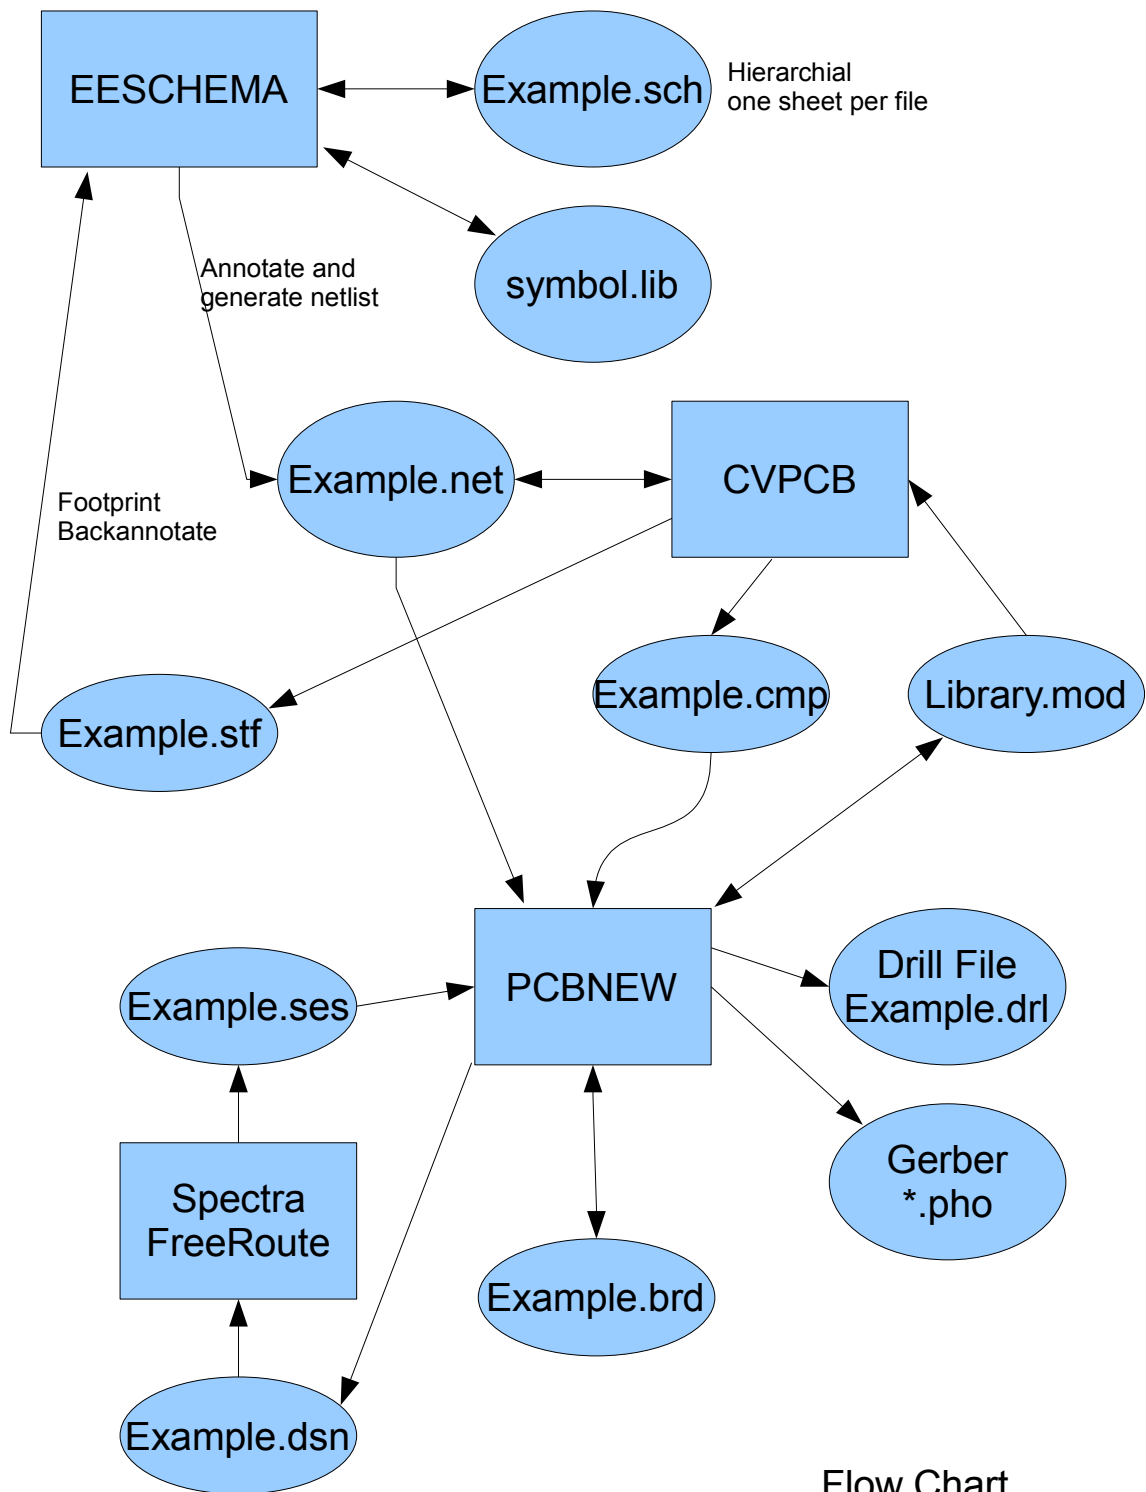 EESCHEMA
Example.sch
Hierarchial
one sheet per file
symbol.lib
Annotate and
generate netlist
Example.net
CVPCB
Footprint
Backannotate
Example.stf
Example.cmp
Library.mod
PCBNEW
Drill File
Example.drl
Example.ses
Gerber
*.pho
Spectra
FreeRoute
Example.brd
Example.dsn
Flow Chart